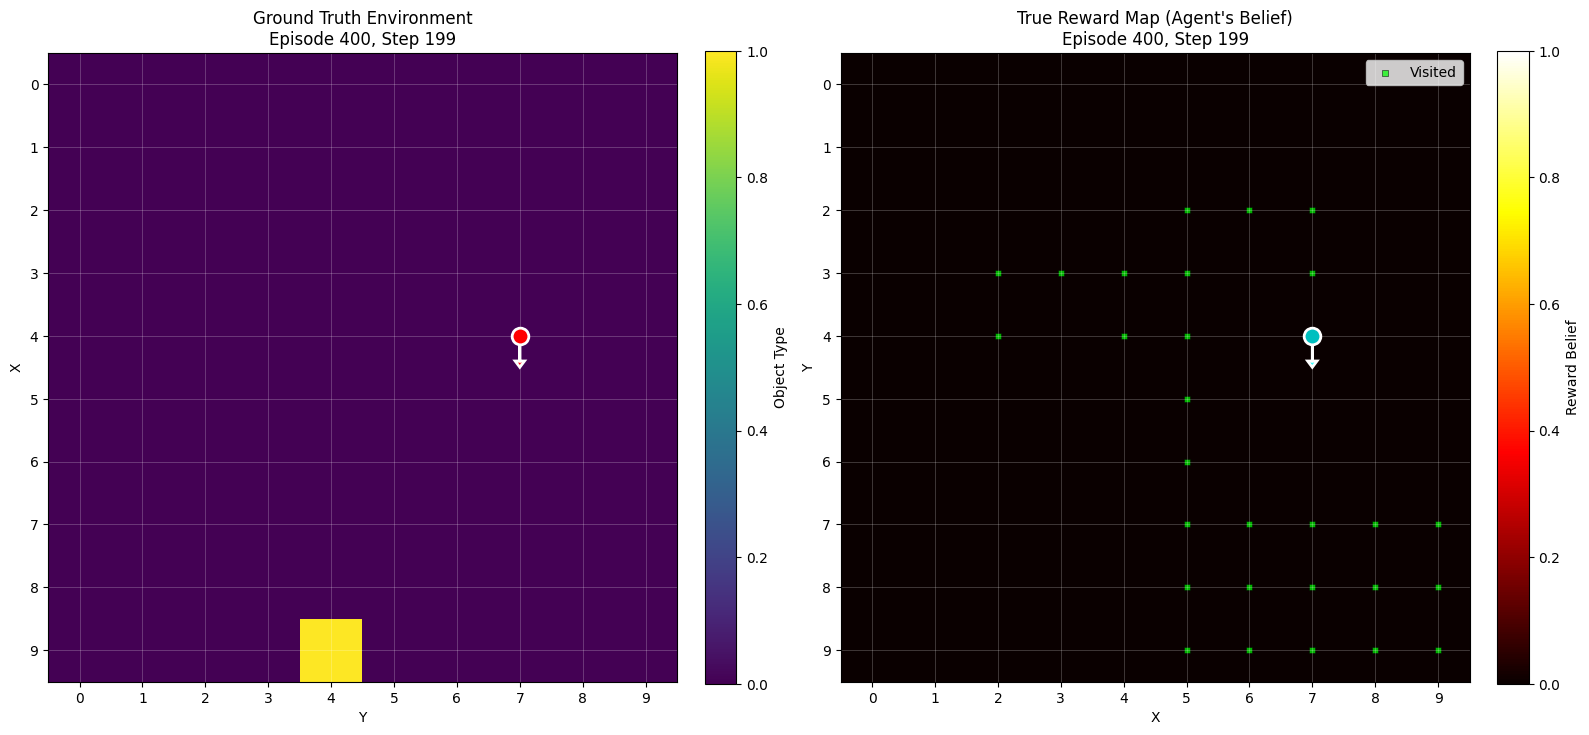 Ground Truth Environment
Episode 400, Step 199
0
1
2
3
4
5
6
7
8
9
X
0 1 2 3 4 5 6 7 8 9
Y
1.0
0.8
0.6
0.4
0.2
0.0
Object Type
True Reward Map (Agent's Belief)
Episode 400, Step 199
Visited
0
1
2
3
4
5
6
7
8
9
Y
0 1 2 3 4 5 6 7 8 9
X
1.0
0.8
0.6
0.4
0.2
0.0
Reward Belief